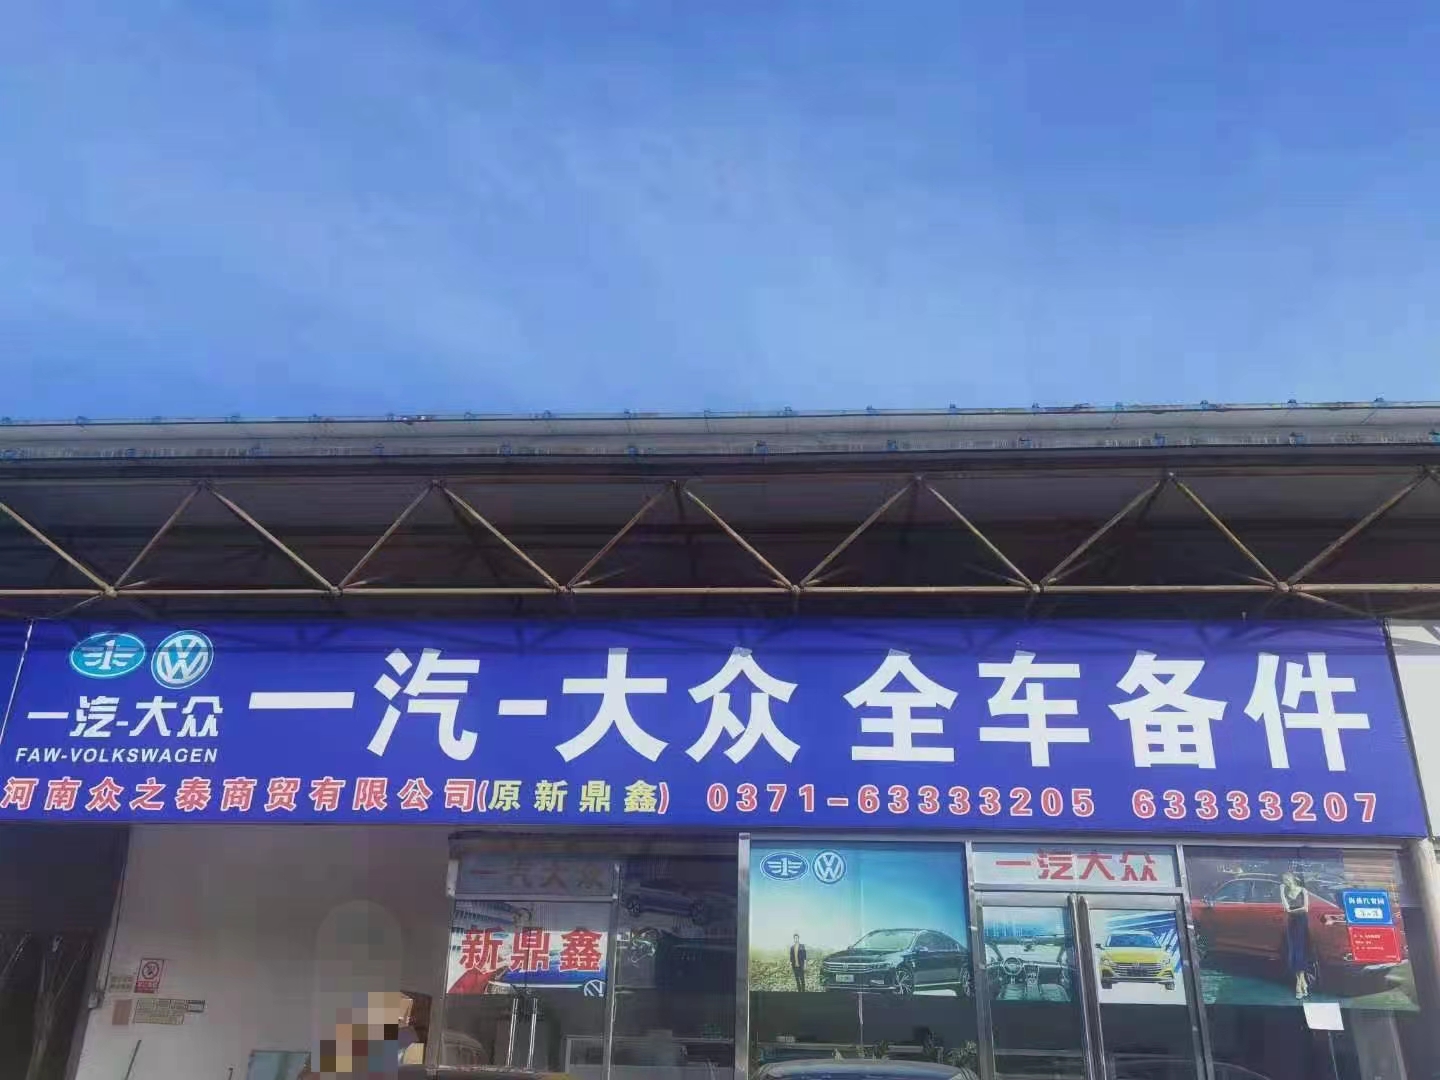 一汽-大众
FAW-VOLKSWAGEN
一汽-大众 全车备件
河南众之泰商贸有限公司(原新鼎鑫) 0371-63333205 63333207
一汽大众
新鼎鑫
一汽大众